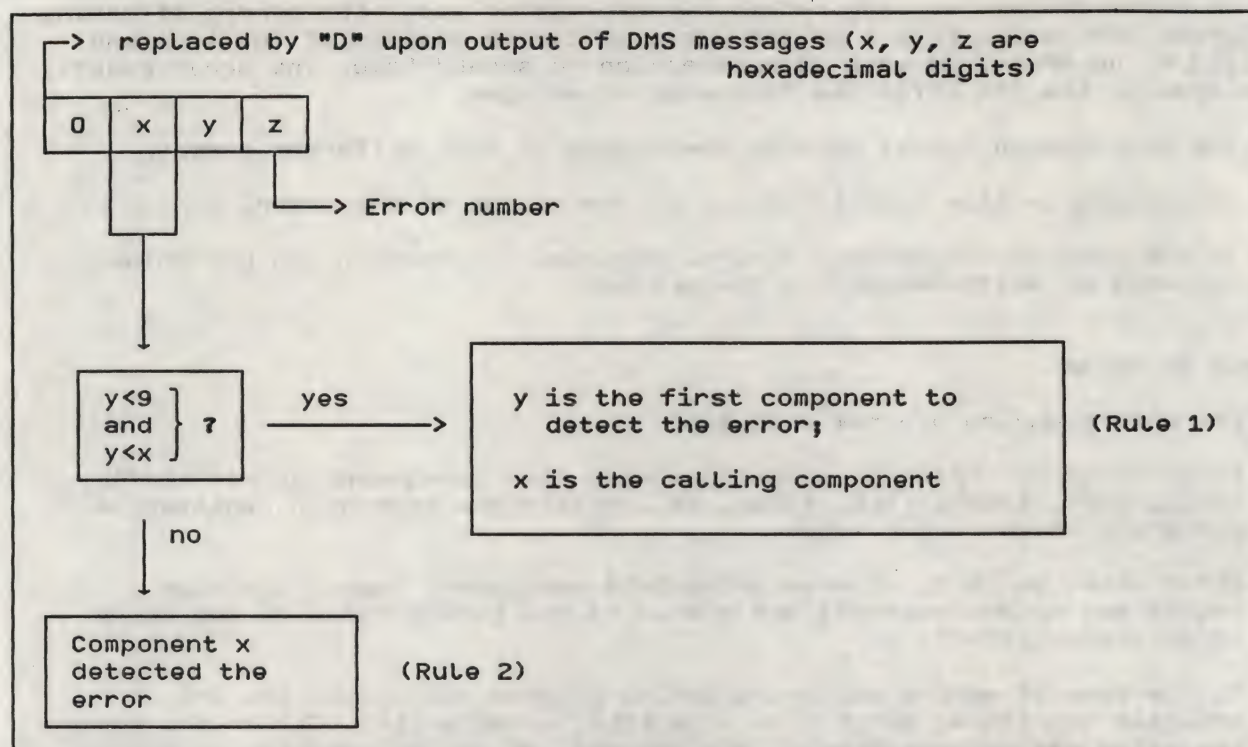 -> replaced by "D" upon output of DMS messages (x, y, z are
hexadecimal digits)
0 x y z
-> Error number
y<9
and
y<x
?
yes
y is the first component to
detect the error;
x is the calling component
(Rule 1)
no
Component x
detected the
error
(Rule 2)